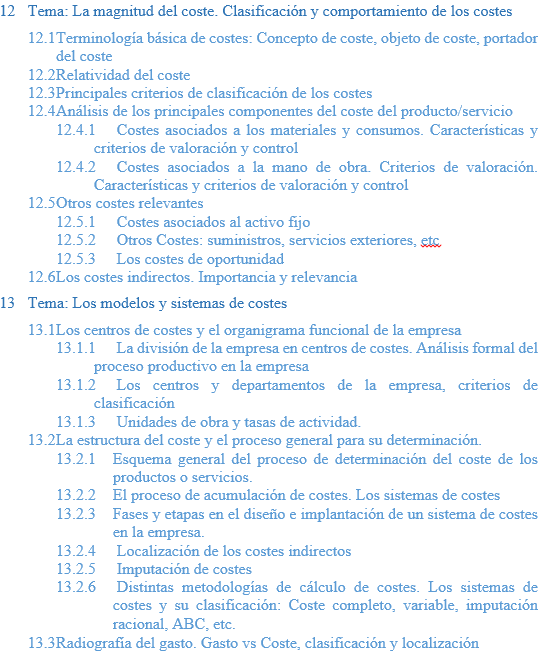 12 Tema: La magnitud del coste. Clasificación y comportamiento de los costes
12.1Terminología básica de costes: Concepto de coste, objeto de coste, portador
del coste
12.2Relatividad del coste
12.3Principales criterios de clasificación de los costes
12.4Análisis de los principales componentes del coste del producto/servicio
12.4.1 Costes asociados a los materiales y consumos. Características y
criterios de valoración y control
12.4.2 Costes asociados a la mano de obra. Criterios de valoración.
Características y criterios de valoración y control
12.5Otros costes relevantes
12.5.1 Costes asociados al activo fijo
12.5.2 Otros Costes: suministros, servicios exteriores, etc
12.5.3 Los costes de oportunidad
12.6Los costes indirectos. Importancia y relevancia
13 Tema: Los modelos y sistemas de costes
13.1Los centros de costes y el organigrama funcional de la empresa
13.1.1 La división de la empresa en centros de costes. Análisis formal del
proceso productivo en la empresa
13.1.2 Los centros y departamentos de la empresa, criterios de
clasificación
13.1.3 Unidades de obra y tasas de actividad.
13.2La estructura del coste y el proceso general para su determinación.
13.2.1 Esquema general del proceso de determinación del coste de los
productos o servicios.
13.2.2 El proceso de acumulación de costes. Los sistemas de costes
13.2.3 Fases y etapas en el diseño e implantación de un sistema de costes
en la empresa.
13.2.4 Localización de los costes indirectos
13.2.5 Imputación de costes
13.2.6 Distintas metodologías de cálculo de costes. Los sistemas de
costes y su clasificación: Coste completo, variable, imputación
racional, ABC, etc.
13.3Radiografía del gasto. Gasto vs Coste, clasificación y localización